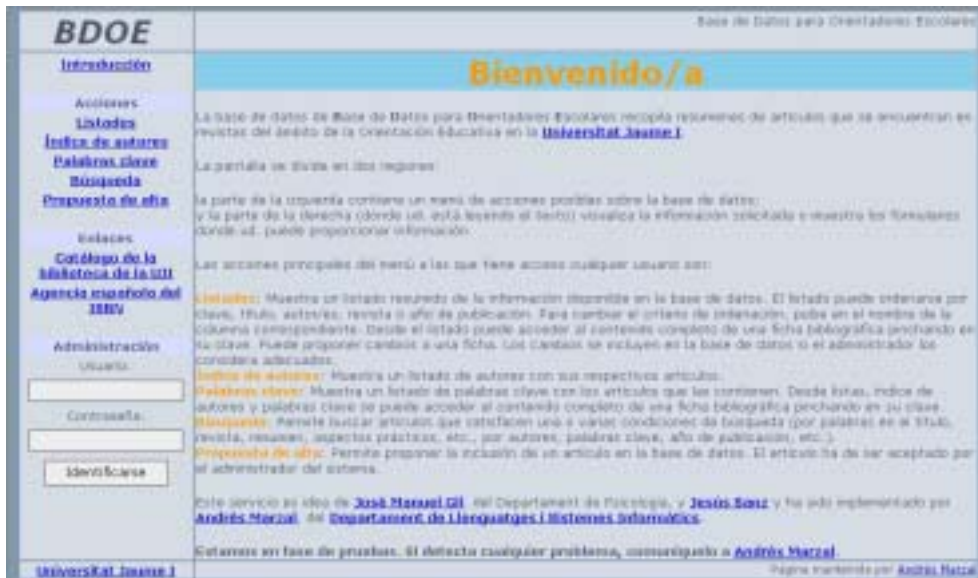 BDOE
Base de Datos para Orientadores Escolares
Introducción
Acciones
Listados
Índice de autores
Palabras clave
Búsqueda
Propuesta de alta
Enlaces
Catálogo de la
biblioteca de la UJI
Agencia española del
ISBN
Administración
Usuario:
Contraseña:
Identificarse
Universitat Jaume I
Bienvenido/a
La base de datos de Base de Datos para Orientadores Escolares recopila resúmenes de artículos que se encuentran en
revistas del ámbito de la Orientación Educativa en la Universitat Jaume I.
La pantalla se divide en dos regiones:
la parte de la izquierda contiene un menú de acciones posibles sobre la base de datos;
y la parte de la derecha (donde ud. está leyendo el texto) visualiza la información solicitada o muestra los formularios
donde ud. puede proporcionar información.
Las acciones principales del menú a las que tiene acceso cualquier usuario son:
Listados: Muestra un listado resumido de la información disponible en la base de datos. El listado puede ordenarse por
clave, título, autor/es, revista o año de publicación. Para cambiar el criterio de ordenación, pulse en el nombre de la
columna correspondiente. Desde el listado puede acceder al contenido completo de una ficha bibliográfica pinchando en
su clave. Puede proponer cambios a una ficha. Los cambios se incluyen en la base de datos si el administrador los
considera adecuados.
Índice de autores: Muestra un listado de autores con sus respectivos artículos.
Palabras clave: Muestra un listado de palabras clave con los artículos que las contienen. Desde listas, índice de
autores y palabras clave se puede acceder al contenido completo de una ficha bibliográfica pinchando en su clave.
Búsqueda: Permite buscar artículos que satisfacen una o varias condiciones de búsqueda (por palabras en el título,
revista, resumen, aspectos prácticos, etc., por autores, palabras clave, año de publicación, etc.).
Propuesta de alta: Permite proponer la inclusión de un artículo en la base de datos. El artículo ha de ser aceptado por
el administrador del sistema.
Este servicio es idea de José Manuel Gil, del Departament de Psicologia, y Jesús Sanz y ha sido implementado por
Andrés Marzal, del Departament de Llenguatges i Sistemes Informàtics.
Estamos en fase de pruebas. Si detecta cualquier problema, comuníquelo a Andrés Marzal.
Página mantenida por Andrés Marzal